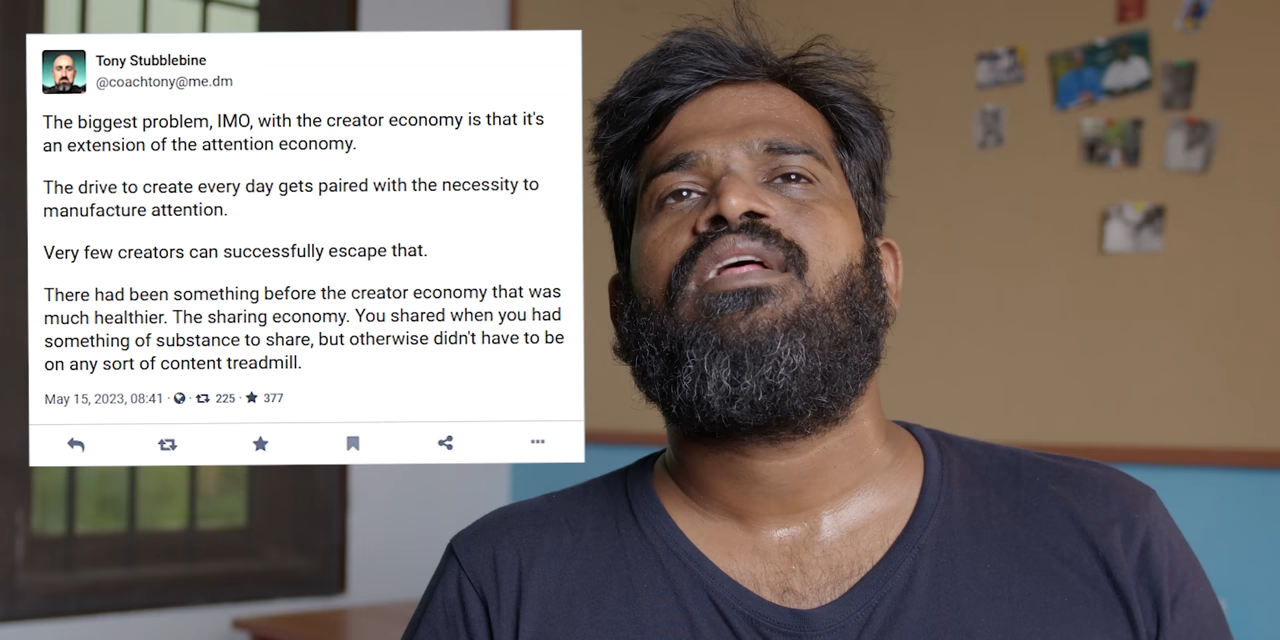 Tony Stubblebine
@coachtony@me.dm
The biggest problem, IMO, with the creator economy is that it's
an extension of the attention economy.
The drive to create every day gets paired with the necessity to
manufacture attention.
Very few creators can successfully escape that.
There had been something before the creator economy that was
much healthier. The sharing economy. You shared when you had
something of substance to share, but otherwise didn't have to be
on any sort of content treadmill.
May 15, 2023, 08:41 · · 225 · 377